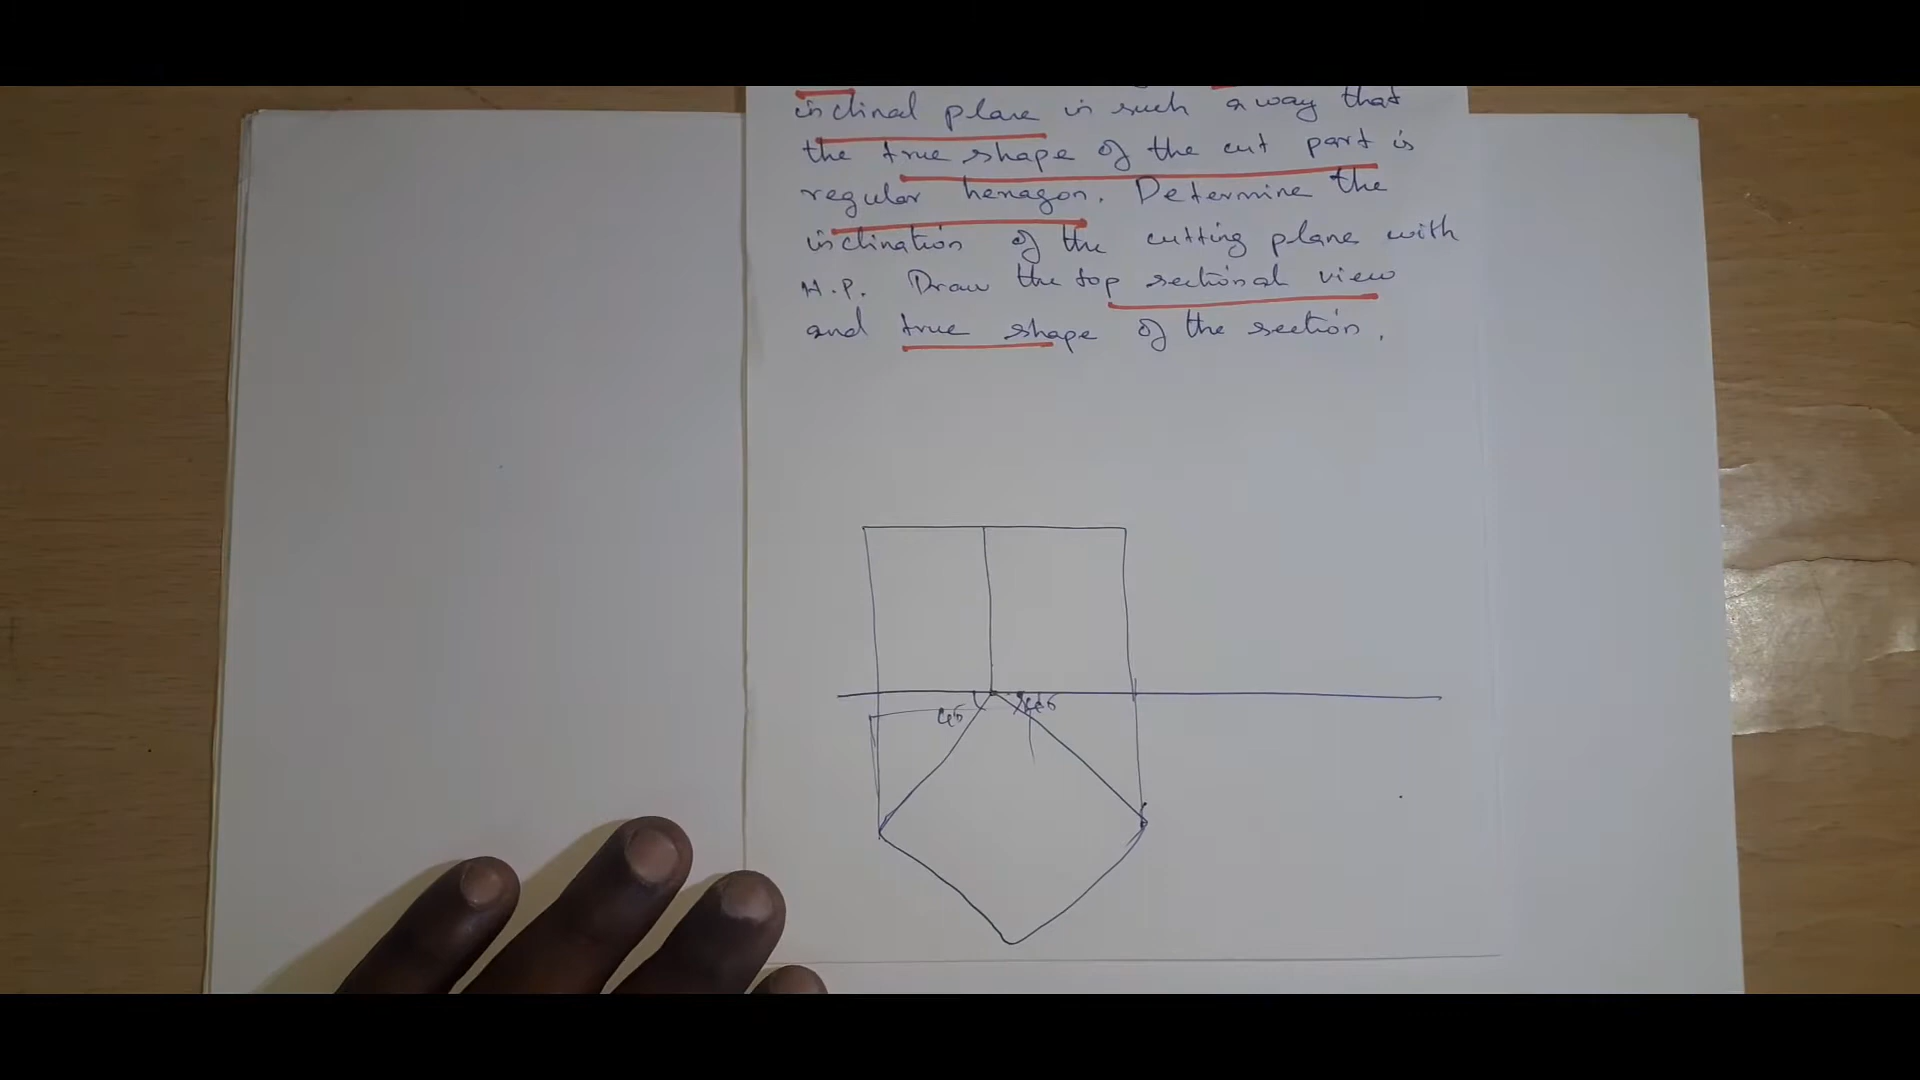 inclinal plane in such away that
the true shape of the cut part is
regular hexagon. Determine the
inclination of the cutting plane with
H.P. Draw the top sectional view
and true shape of the section.
45 45